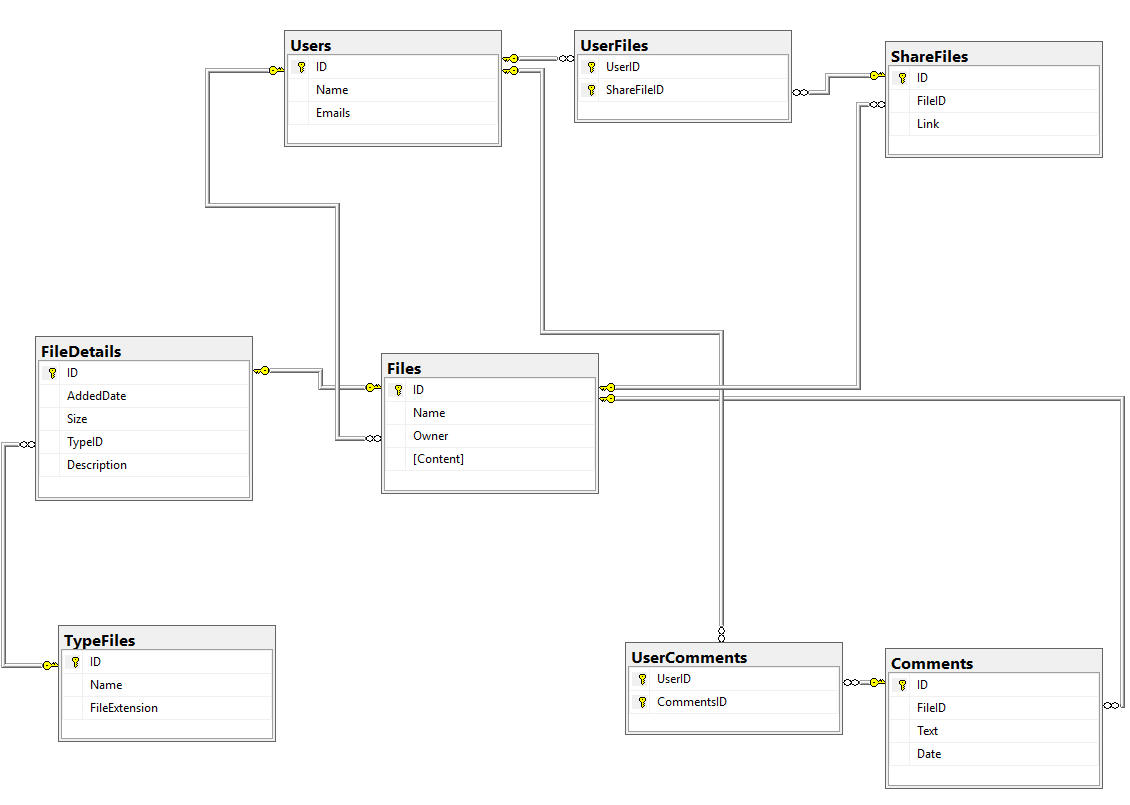 Users
ID
Name
Emails
UserFiles
UserID
ShareFileID
ShareFiles
ID
FileID
Link
FileDetails
ID
AddedDate
Size
TypeID
Description
Files
ID
Name
Owner
[Content]
TypeFiles
ID
Name
FileExtension
UserComments
UserID
CommentsID
Comments
ID
FileID
Text
Date